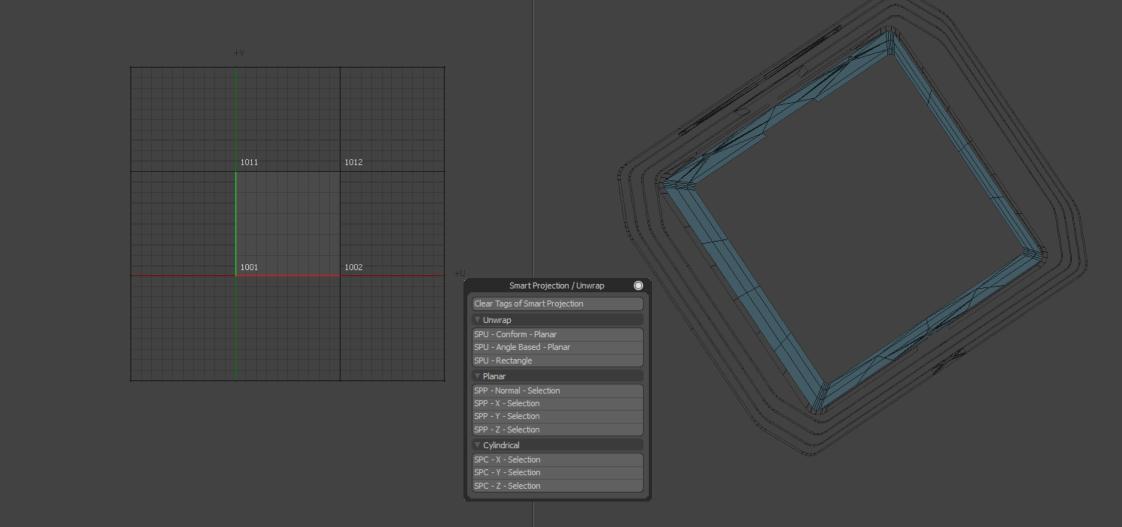 +V
1011
1012
1001
1002
+U
Smart Projection / Unwrap
Clear Tags of Smart Projection
Unwrap
SPU - Conform - Planar
SPU - Angle Based - Planar
SPU - Rectangle
Planar
SPP - Normal - Selection
SPP - X - Selection
SPP - Y - Selection
SPP - Z - Selection
Cylindrical
SPC - X - Selection
SPC - Y - Selection
SPC - Z - Selection